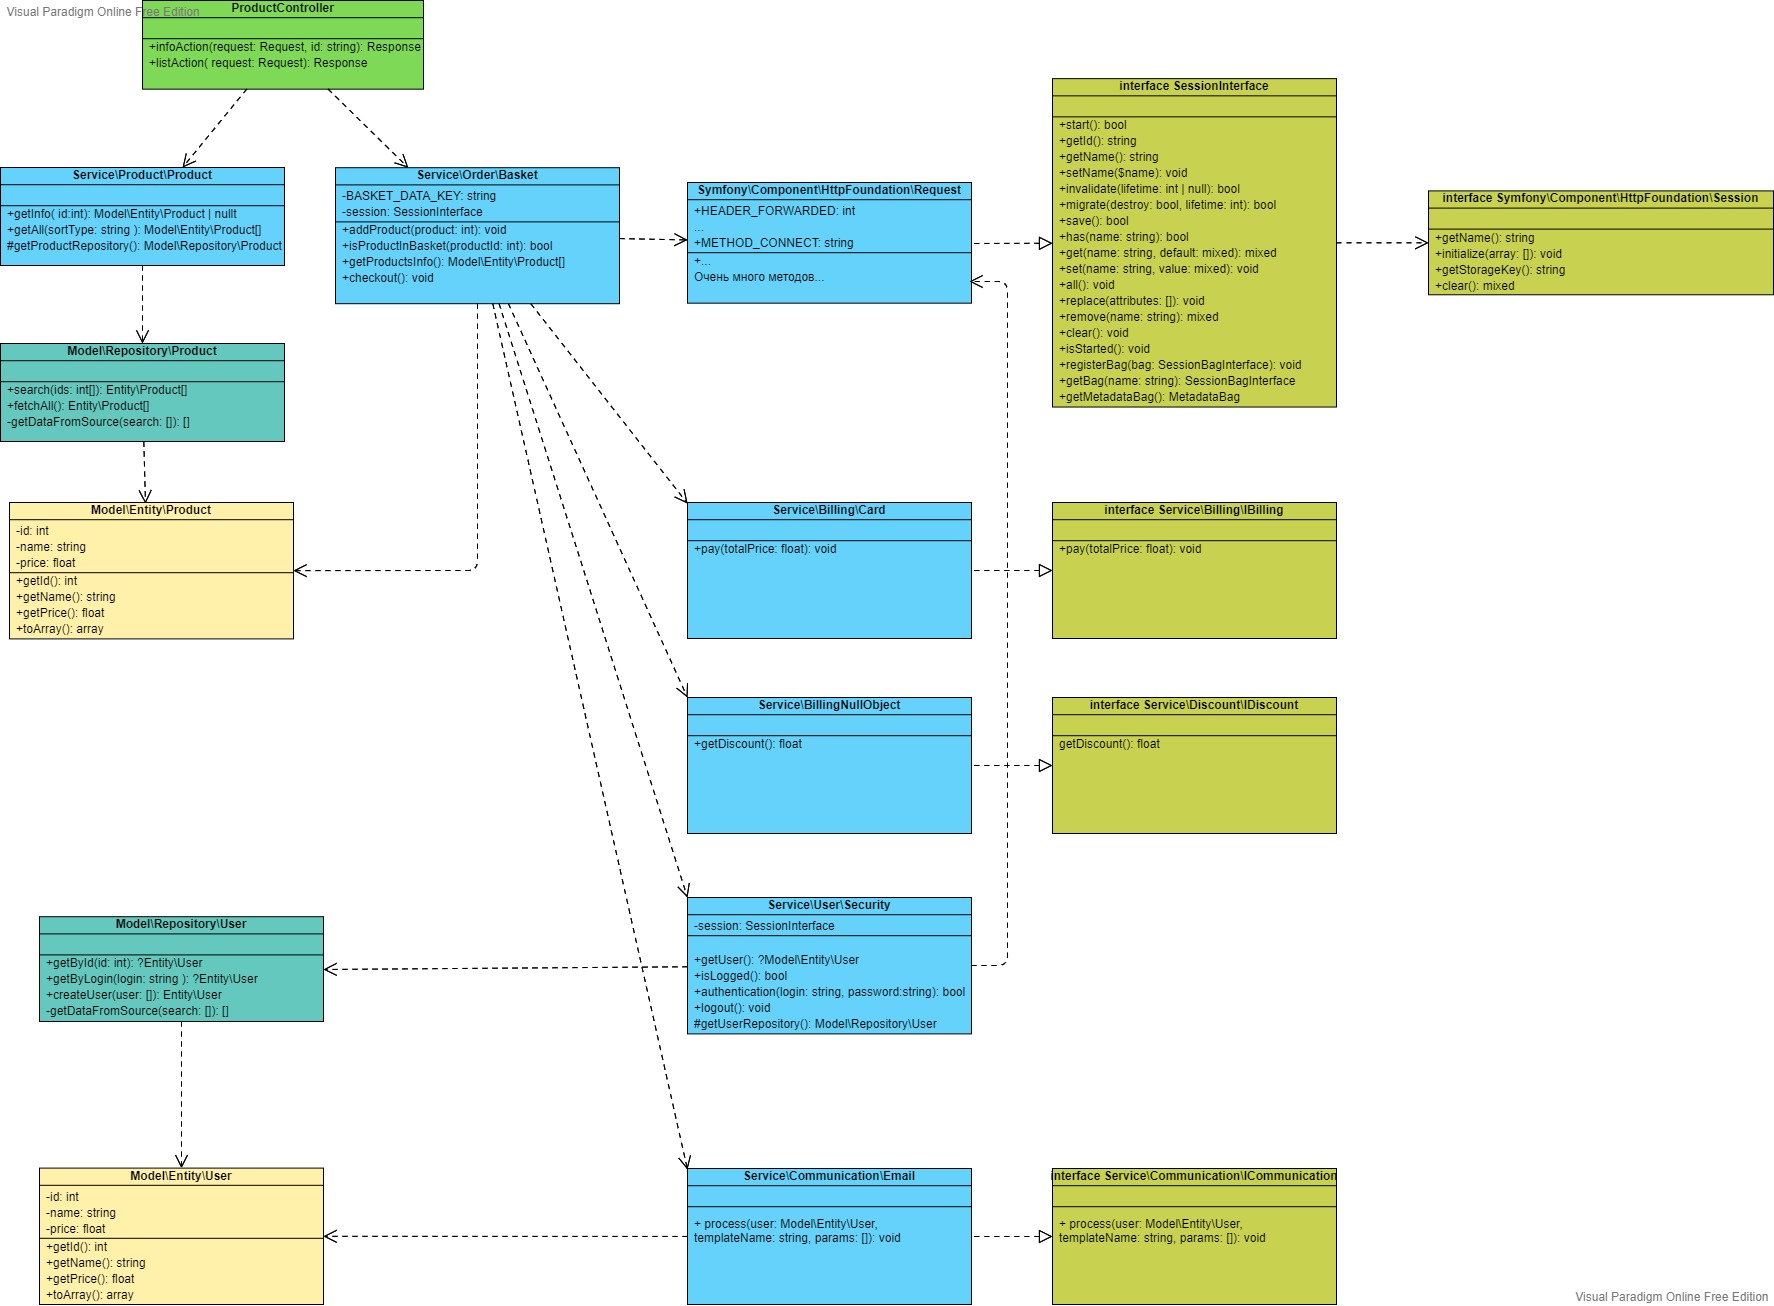 Visual Paradigm Online Free Edition
ProductController
+infoAction(request: Request, id: string): Response
+listAction( request: Request): Response
Service\Product\Product
+getInfo( id:int): Model\Entity\Product | nullt
+getAll(sortType: string ): Model\Entity\Product[]
#getProductRepository(): Model\Repository\Product
Service\Order\Basket
-BASKET_DATA_KEY: string
-session: SessionInterface
+addProduct(product: int): void
+isProductInBasket(productId: int): bool
+getProductsInfo(): Model\Entity\Product[]
+checkout(): void
Symfony\Component\HttpFoundation\Request
+HEADER_FORWARDED: int
...
+METHOD_CONNECT: string
+...
Очень много методов...
interface SessionInterface
+start(): bool
+getId(): string
+getName(): string
+setName($name): void
+invalidate(lifetime: int | null): bool
+migrate(destroy: bool, lifetime: int): bool
+save(): bool
+has(name: string): bool
+get(name: string, default: mixed): mixed
+set(name: string, value: mixed): void
+all(): void
+replace(attributes: []): void
+remove(name: string): mixed
+clear(): void
+isStarted(): void
+registerBag(bag: SessionBagInterface): void
+getBag(name: string): SessionBagInterface
+getMetadataBag(): MetadataBag
interface Symfony\Component\HttpFoundation\Session
+getName(): string
+initialize(array: []): void
+getStorageKey(): string
+clear(): mixed
Model\Repository\Product
+search(ids: int[]): Entity\Product[]
+fetchAll(): Entity\Product[]
-getDataFromSource(search: []): []
Model\Entity\Product
-id: int
-name: string
-price: float
+getId(): int
+getName(): string
+getPrice(): float
+toArray(): array
Service\Billing\Card
+pay(totalPrice: float): void
interface Service\Billing\IBilling
+pay(totalPrice: float): void
Service\BillingNullObject
+getDiscount(): float
interface Service\Discount\IDiscount
getDiscount(): float
Service\User\Security
-session: SessionInterface
+getUser(): ?Model\Entity\User
+isLogged(): bool
+authentication(login: string, password:string): bool
+logout(): void
#getUserRepository(): Model\Repository\User
Model\Repository\User
+getById(id: int): ?Entity\User
+getByLogin(login: string ): ?Entity\User
+createUser(user: []): Entity\User
-getDataFromSource(search: []): []
Model\Entity\User
-id: int
-name: string
-price: float
+getId(): int
+getName(): string
+getPrice(): float
+toArray(): array
Service\Communication\Email
+ process(user: Model\Entity\User,
templateName: string, params: []): void
interface Service\Communication\ICommunication
+ process(user: Model\Entity\User,
templateName: string, params: []): void
Visual Paradigm Online Free Edition